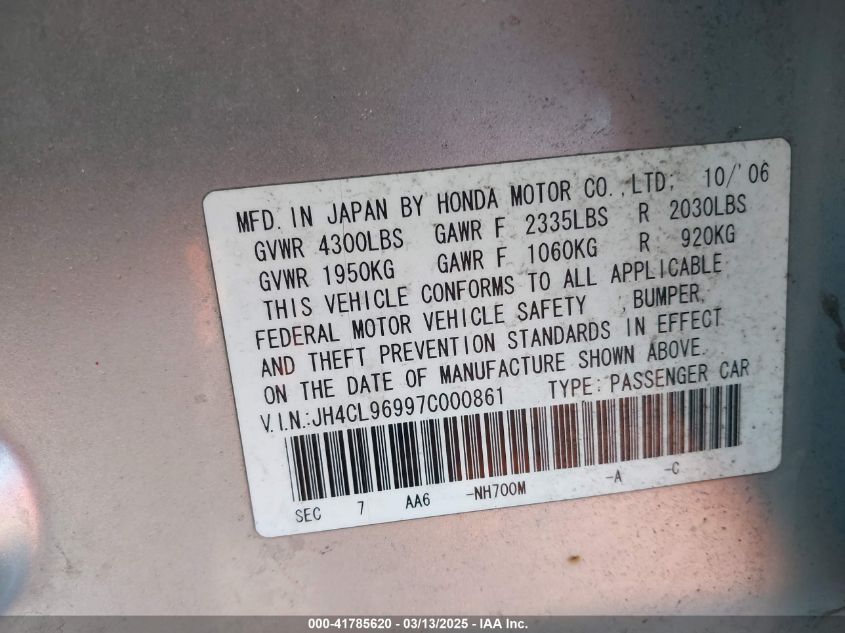 MFD. IN JAPAN BY HONDA MOTOR CO.,LTD. 10/'06
GVWR 4300LBS GAWR F 2335LBS R 2030LBS
GVWR 1950KG GAWR F 1060KG R 920KG
THIS VEHICLE CONFORMS TO ALL APPLICABLE
FEDERAL MOTOR VEHICLE SAFETY ,BUMPER,
AND THEFT PREVENTION STANDARDS IN EFFECT
ON THE DATE OF MANUFACTURE SHOWN ABOVE.
V.I.N.:JH4CL96997C000861 TYPE:PASSENGER CAR
SEC 7 AA6 -NH700M -A -C
000-41785620 - 03/13/2025 - IAA Inc.